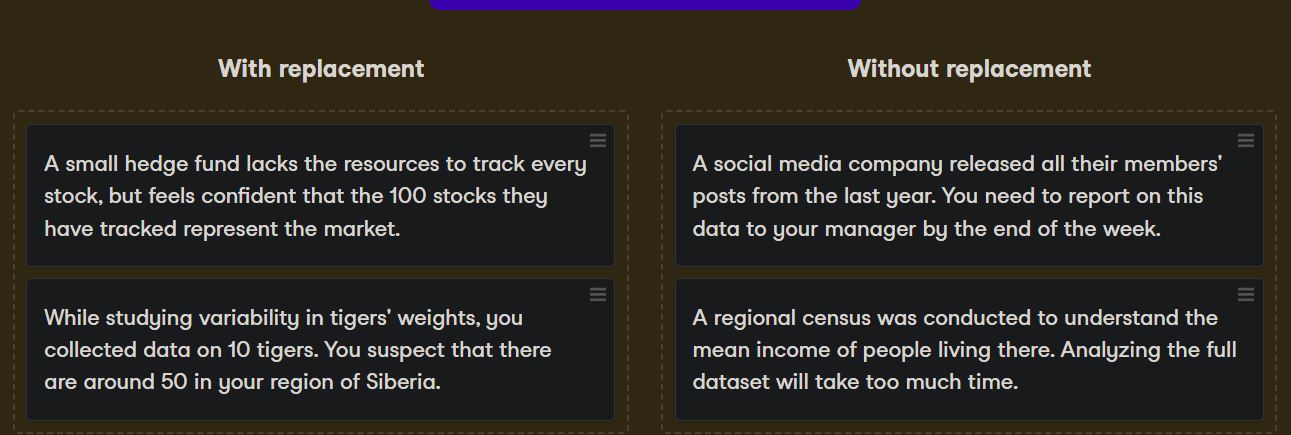 With replacement
Without replacement
A small hedge fund lacks the resources to track every
stock, but feels confident that the 100 stocks they
have tracked represent the market.
While studying variability in tigers' weights, you
collected data on 10 tigers. You suspect that there
are around 50 in your region of Siberia.
A social media company released all their members'
posts from the last year. You need to report on this
data to your manager by the end of the week.
A regional census was conducted to understand the
mean income of people living there. Analyzing the full
dataset will take too much time.